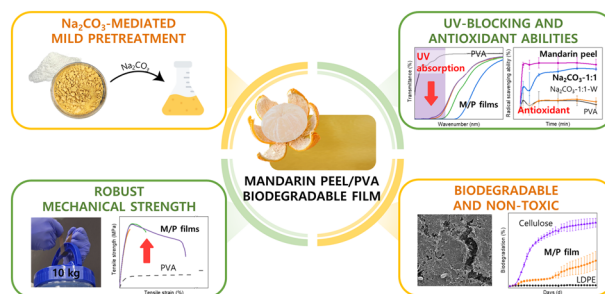 Na₂CO₃-MEDIATED
MILD PRETREATMENT
Na₂CO₃
UV-BLOCKING AND
ANTIOXIDANT ABILITIES
UV
absorption
PVA
M/P films
Transmittance (%)
Wavenumber (nm)
Mandarin peel
Na₂CO₃-1:1
Na₂CO₃-1:1-W
Antioxidant
PVA
Radical scavenging ability (%)
Time (min)
MANDARIN PEEL/PVA
BIODEGRADABLE FILM
ROBUST
MECHANICAL STRENGTH
10 kg
M/P films
PVA
Tensile strength (MPa)
Tensile strain (%)
BIODEGRADABLE
AND NON-TOXIC
Cellulose
M/P film
LDPE
Biodegradation (%)
Days (d)